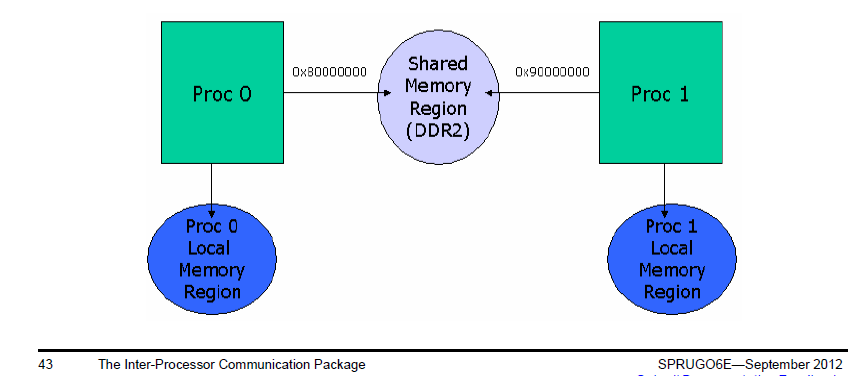 Proc 0
0x80000000
Shared
Memory
Region
(DDR2)
0x90000000
Proc 1
Proc 0
Local
Memory
Region
Proc 1
Local
Memory
Region
43 The Inter-Processor Communication Package SPRUGO6E—September 2012